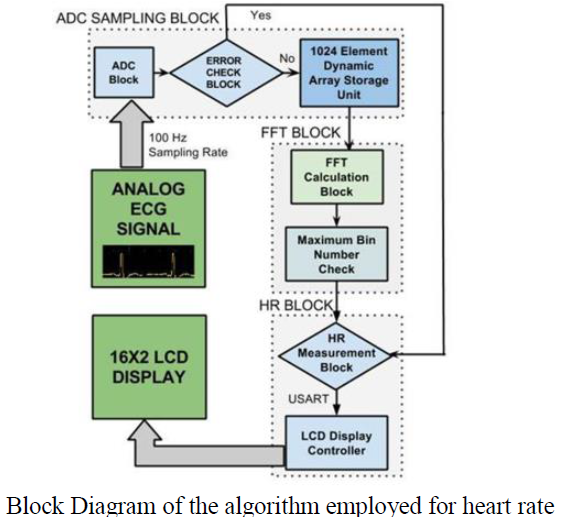 ADC SAMPLING BLOCK
Yes
ADC
Block
ERROR
CHECK
BLOCK
No
1024 Element
Dynamic
Array Storage
Unit
100 Hz
Sampling Rate
FFT BLOCK
FFT
Calculation
Block
ANALOG
ECG
SIGNAL
Maximum Bin
Number
Check
HR BLOCK
HR
Measurement
Block
16X2 LCD
DISPLAY
USART
LCD Display
Controller
Block Diagram of the algorithm employed for heart rate